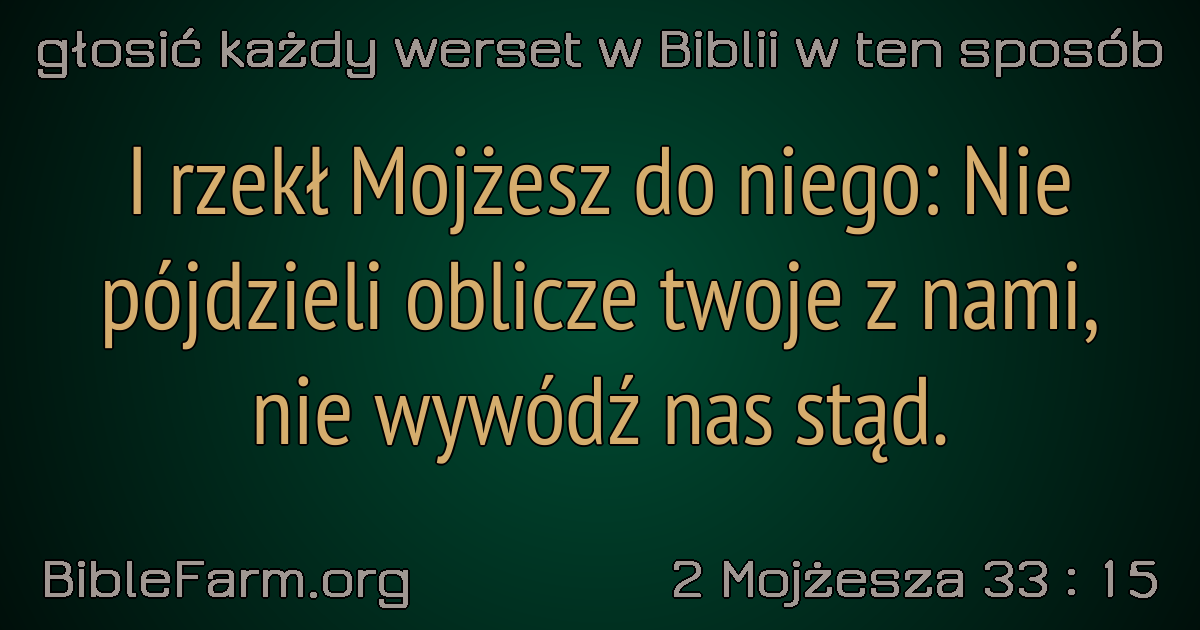 głosić każdy werset w Biblii w ten sposób
I rzekł Mojżesz do niego: Nie
pójdzieli oblicze twoje z nami,
nie wywódź nas stąd.
BibleFarm.org
2 Mojżesza 33 : 15